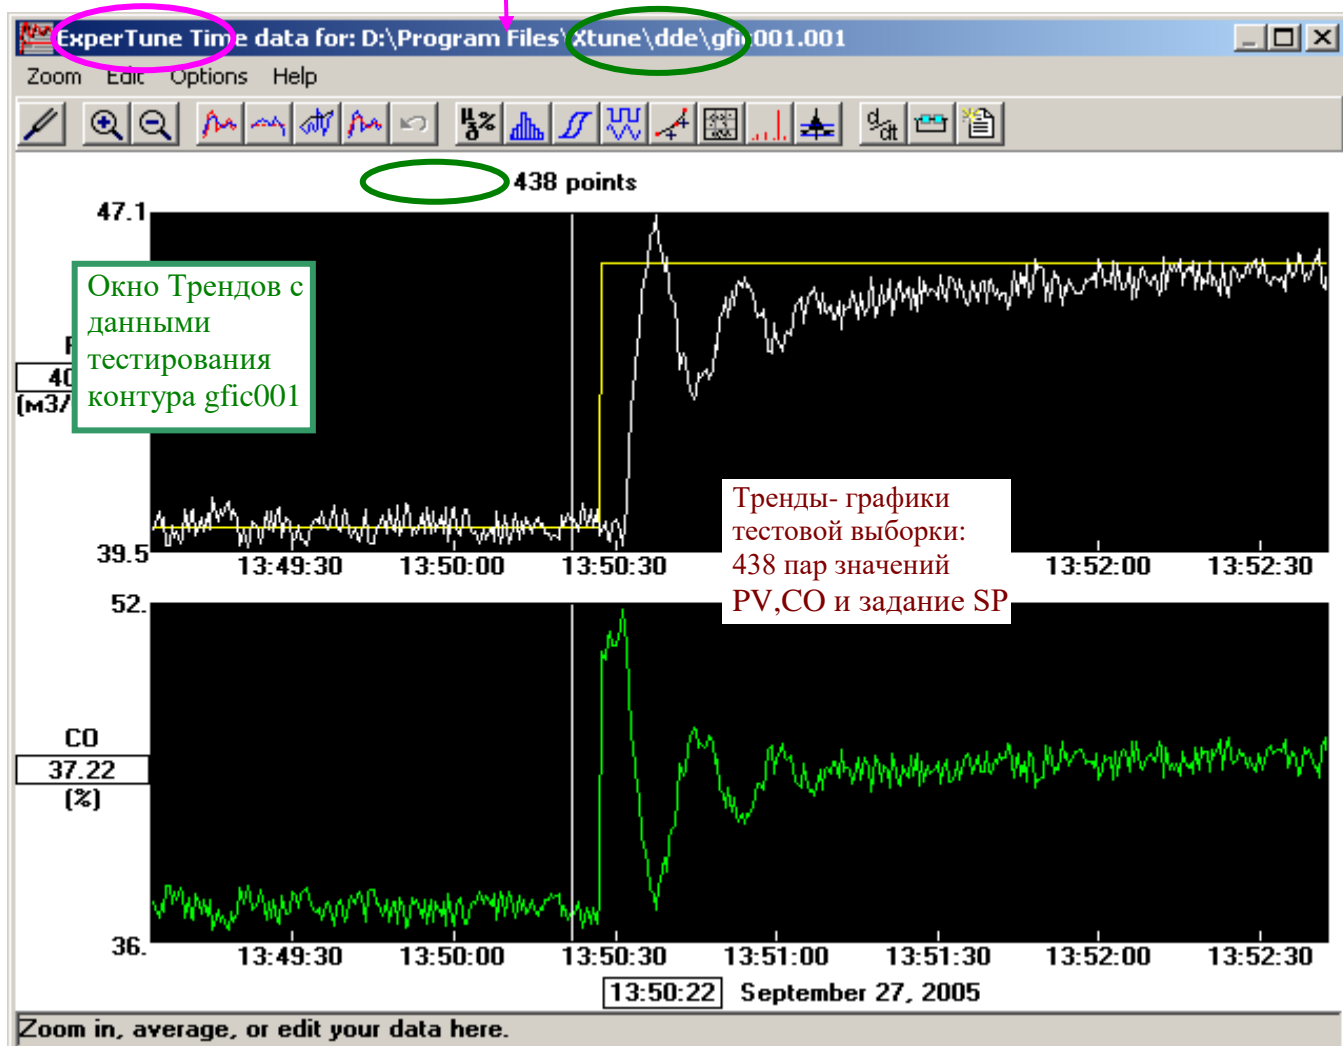 ExperTune Time data for: D:\Program Files\Xtune\dde\gfic001.001
Zoom Edit Options Help
438 points
47.1
Окно Трендов с
данными
тестирования
контура gfic001
40
(м3/
39.5
13:49:30 13:50:00 13:50:30 13:52:00 13:52:30
Тренды- графики
тестовой выборки:
438 пар значений
PV,CO и задание SP
52.
CO
37.22
(%)
36.
13:49:30 13:50:00 13:50:30 13:51:00 13:51:30 13:52:00 13:52:30
13:50:22 September 27, 2005
Zoom in, average, or edit your data here.